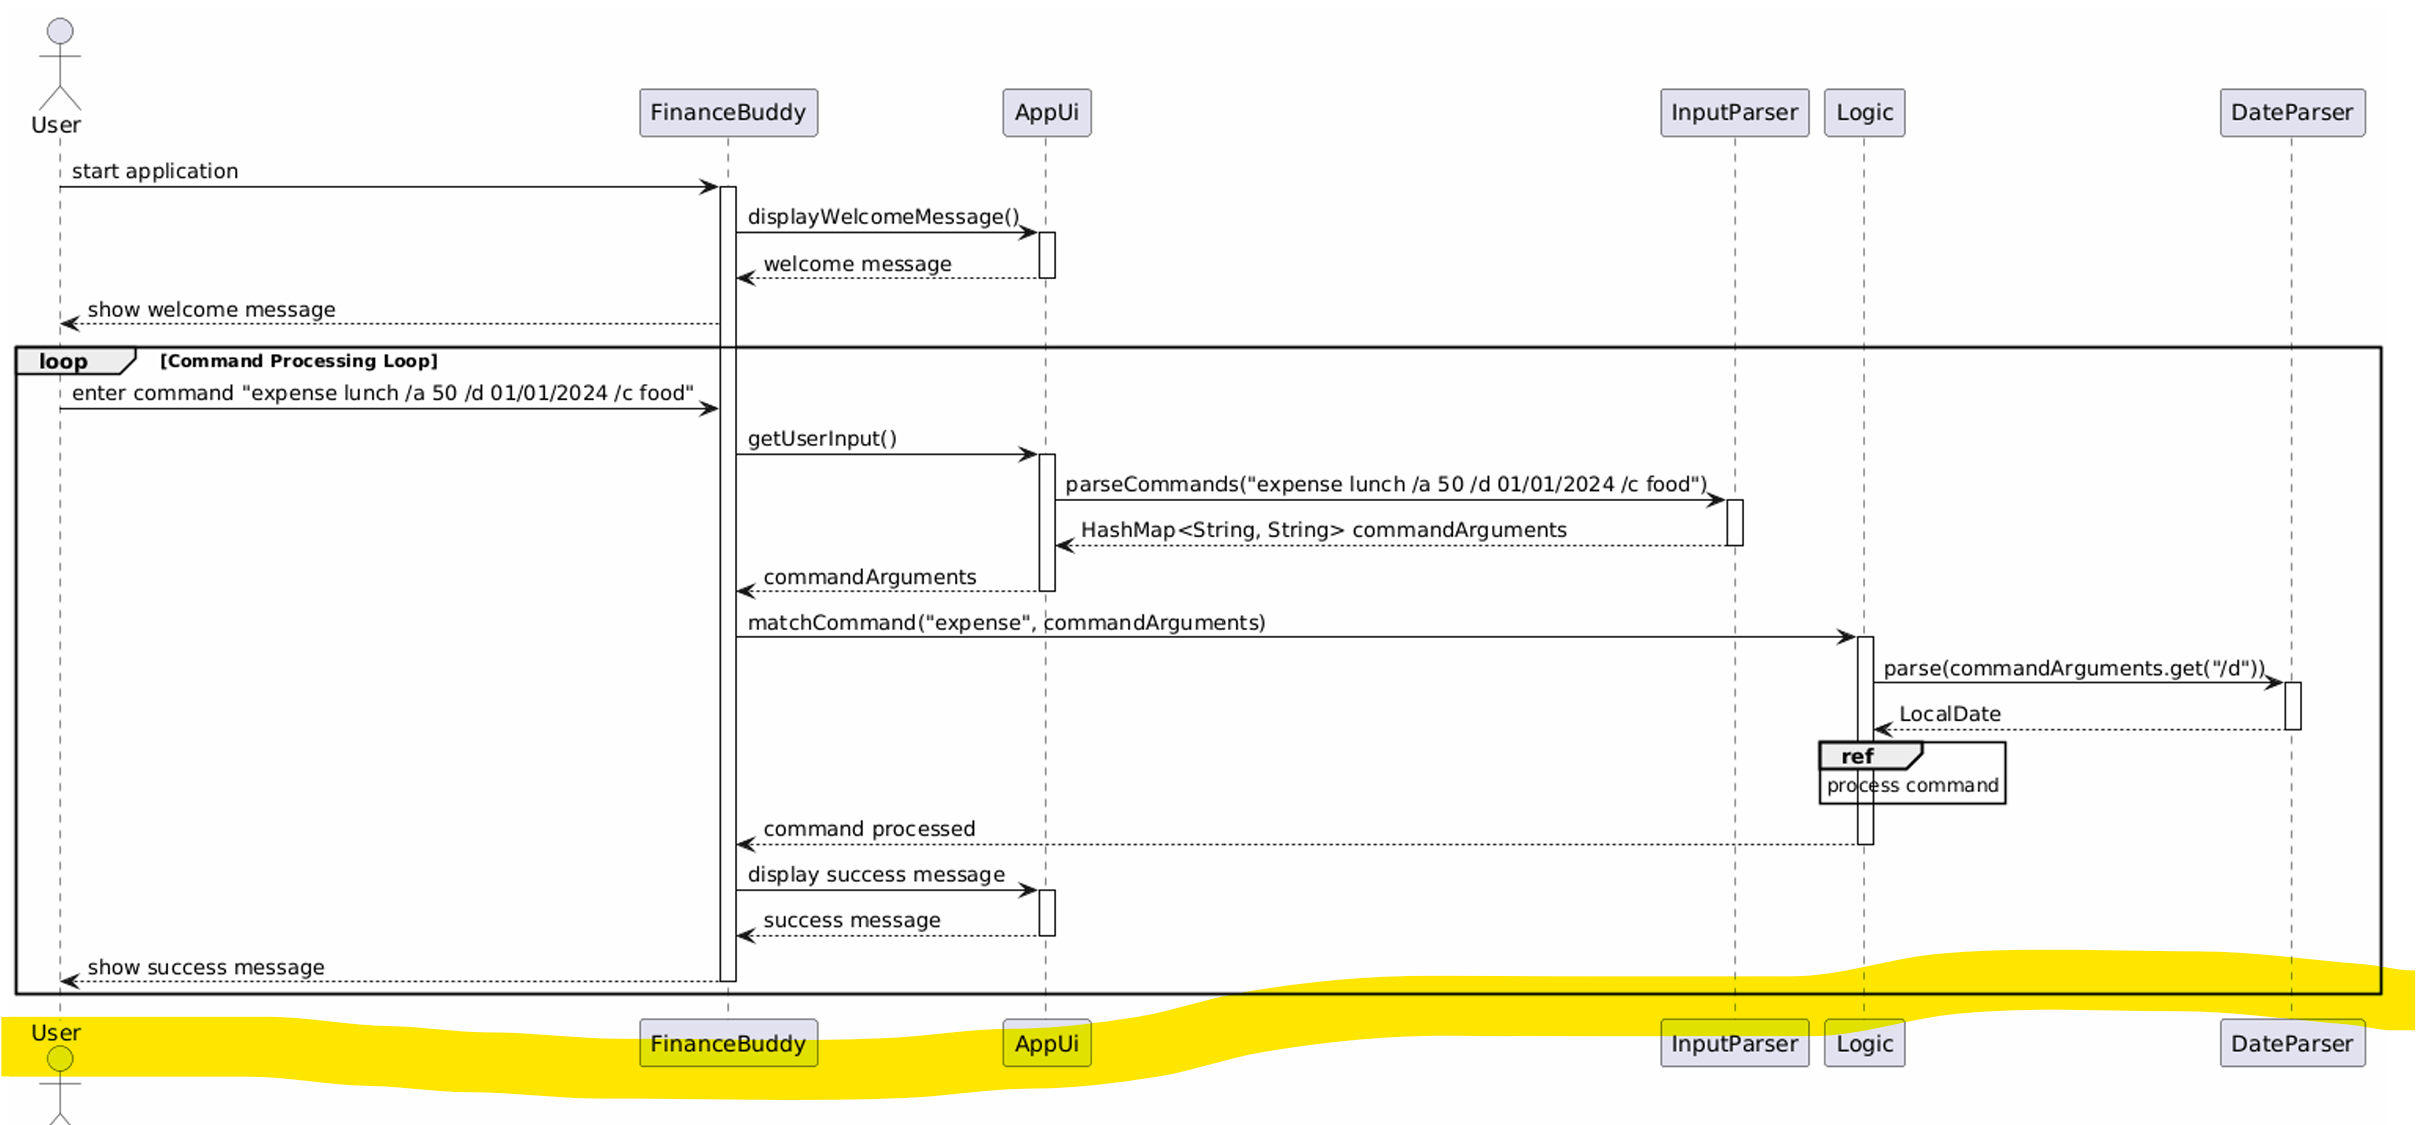 User
FinanceBuddy
AppUi
InputParser
Logic
DateParser
start application
displayWelcomeMessage()
welcome message
show welcome message
loop
[Command Processing Loop]
enter command "expense lunch /a 50 /d 01/01/2024 /c food"
getUserInput()
parseCommands("expense lunch /a 50 /d 01/01/2024 /c food")
HashMap<String, String> commandArguments
commandArguments
matchCommand("expense", commandArguments)
parse(commandArguments.get("/d"))
LocalDate
ref
process command
command processed
display success message
success message
show success message
User
FinanceBuddy
AppUi
InputParser
Logic
DateParser